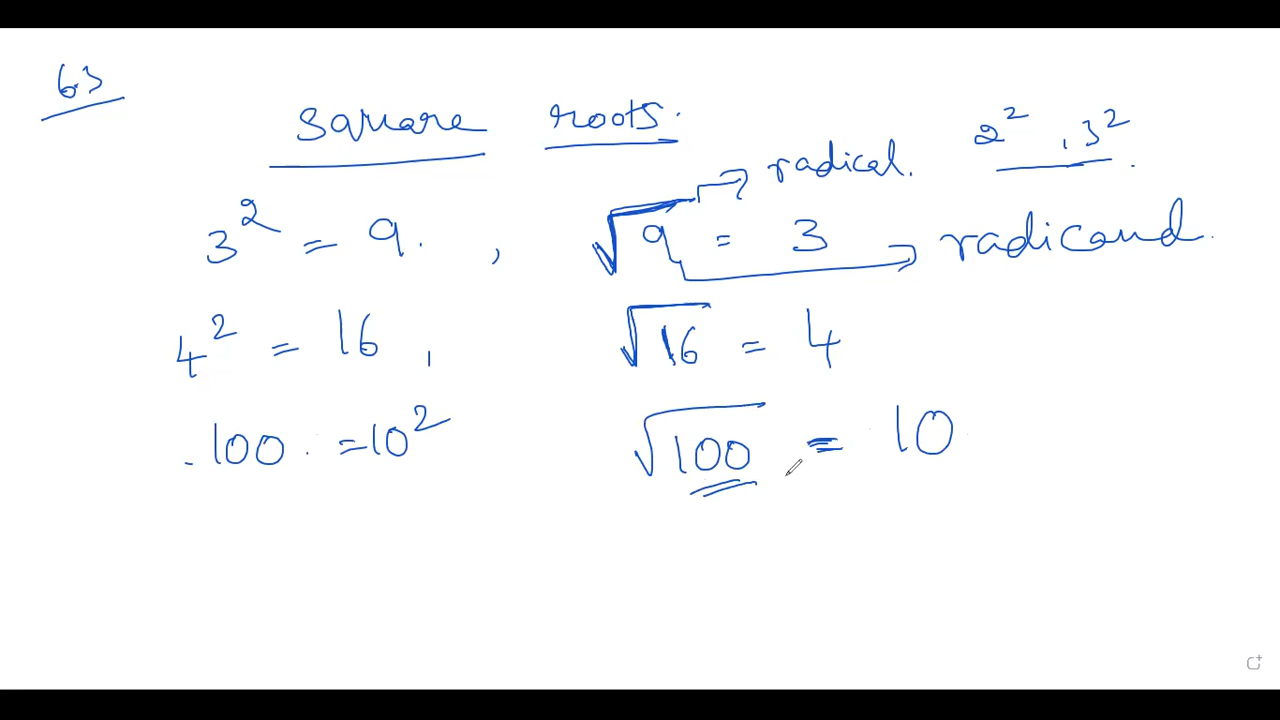 63
square roots.
2² , 3² .
radical.
3² = 9. , √9 = 3
radicand.
4² = 16 , √16 = 4
. 100 . = 10² √100 = 10